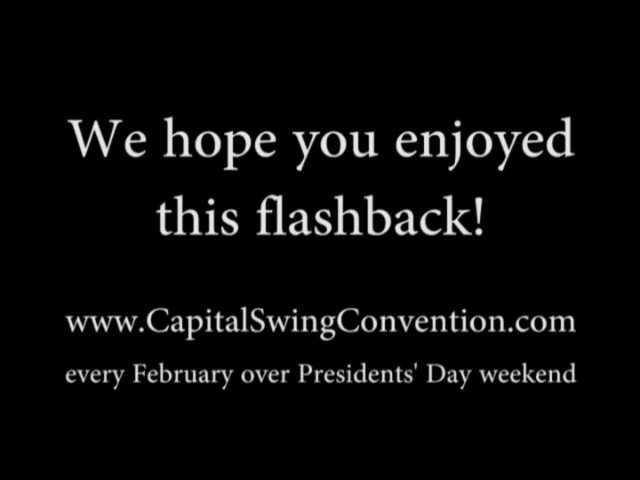 We hope you enjoyed
this flashback!
www.CapitalSwingConvention.com
every February over Presidents' Day weekend